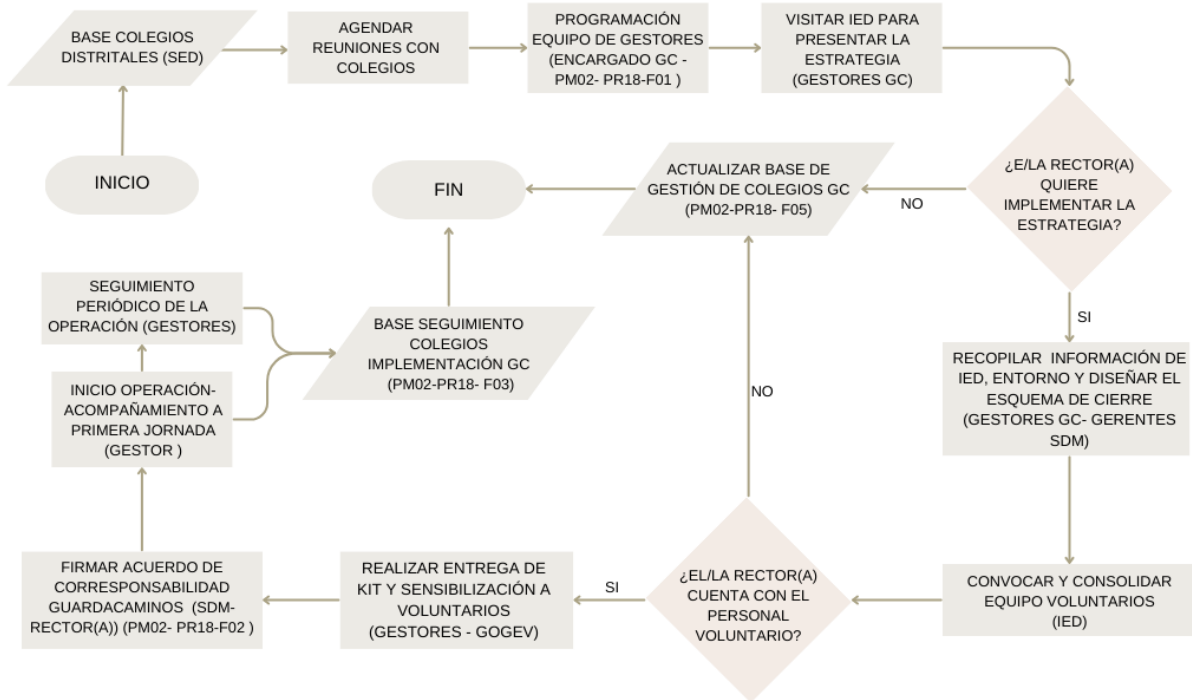 BASE COLEGIOS
DISTRITALES (SED)
AGENDAR
REUNIONES CON
COLEGIOS
PROGRAMACIÓN
EQUIPO DE GESTORES
(ENCARGADO GC -
PM02- PR18-F01 )
VISITAR IED PARA
PRESENTAR LA
ESTRATEGIA
(GESTORES GC)
INICIO
FIN
ACTUALIZAR BASE DE
GESTIÓN DE COLEGIOS GC
(PM02-PR18- F05)
NO
¿E/LA RECTOR(A)
QUIERE
IMPLEMENTAR LA
ESTRATEGIA?
SI
SEGUIMIENTO
PERIÓDICO DE LA
OPERACIÓN (GESTORES)
BASE SEGUIMIENTO
COLEGIOS
IMPLEMENTACIÓN GC
(PM02-PR18- F03)
RECOPILAR INFORMACIÓN DE
IED, ENTORNO Y DISEÑAR EL
ESQUEMA DE CIERRE
(GESTORES GC- GERENTES
SDM)
INICIO OPERACIÓN-
ACOMPAÑAMIENTO A
PRIMERA JORNADA
(GESTOR )
NO
FIRMAR ACUERDO DE
CORRESPONSABILIDAD
GUARDACAMINOS (SDM-
RECTOR(A)) (PM02- PR18-F02 )
REALIZAR ENTREGA DE
KIT Y SENSIBILIZACIÓN A
VOLUNTARIOS
(GESTORES - GOGEV)
SI
¿EL/LA RECTOR(A)
CUENTA CON EL
PERSONAL
VOLUNTARIO?
CONVOCAR Y CONSOLIDAR
EQUIPO VOLUNTARIOS
(IED)